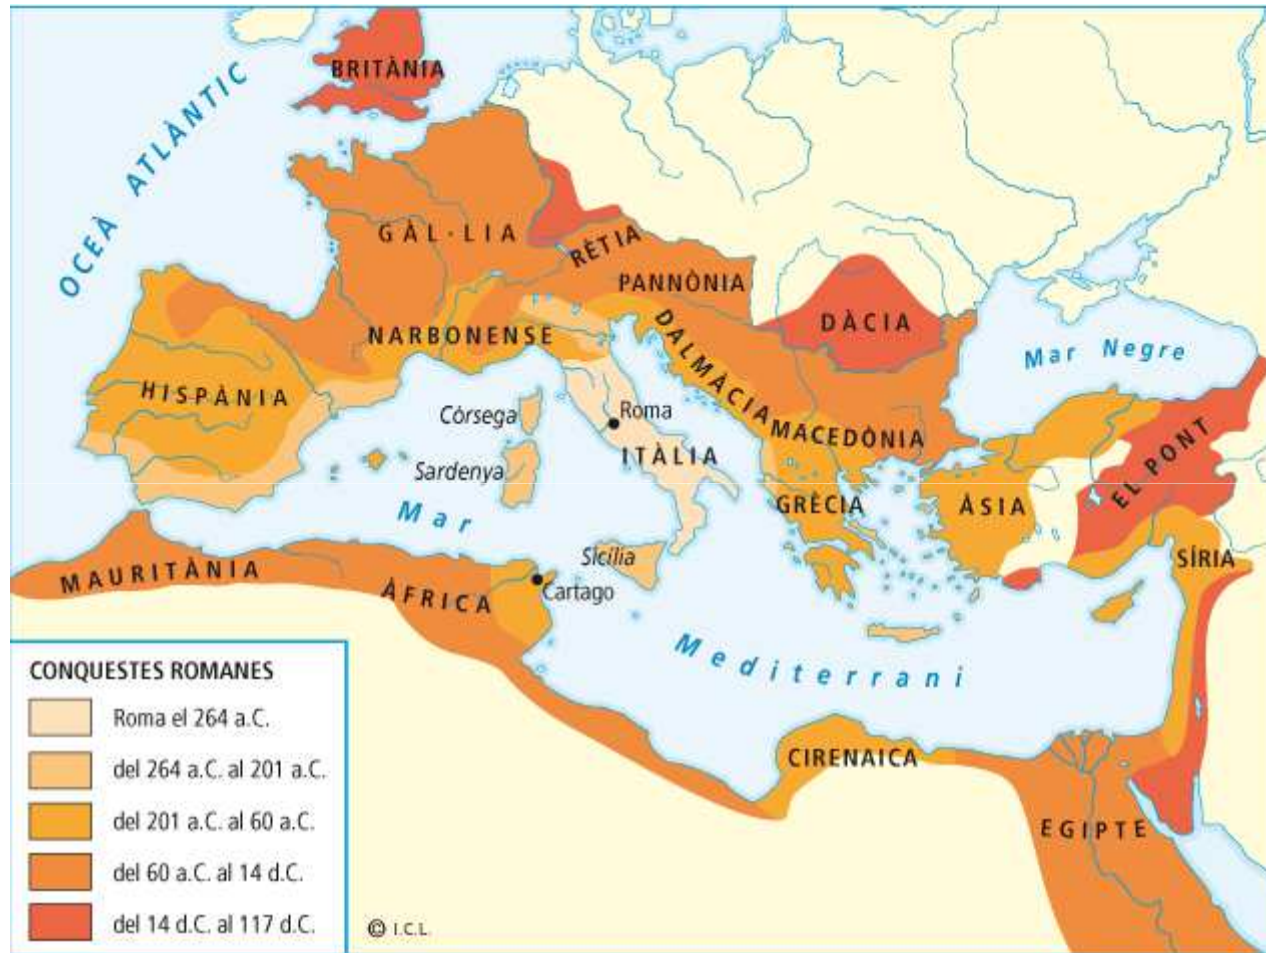 BRITÀNIA
OCEÀ ATLÀNTIC
GÀL·LIA
RÈTIA
PANNÒNIA
DÀCIA
Mar Negre
NARBONENSE
DALMÀCIA
HISPÀNIA
Còrsega
Roma
MACEDÒNIA
EL PONT
Sardenya
ITÀLIA
GRÈCIA
ÀSIA
Mar
Sicília
SÍRIA
MAURITÀNIA
ÀFRICA
Cartago
Mediterrani
CIRENAICA
EGIPTE
CONQUESTES ROMANES
Roma el 264 a.C.
del 264 a.C. al 201 a.C.
del 201 a.C. al 60 a.C.
del 60 a.C. al 14 d.C.
del 14 d.C. al 117 d.C.
© I.C.L.